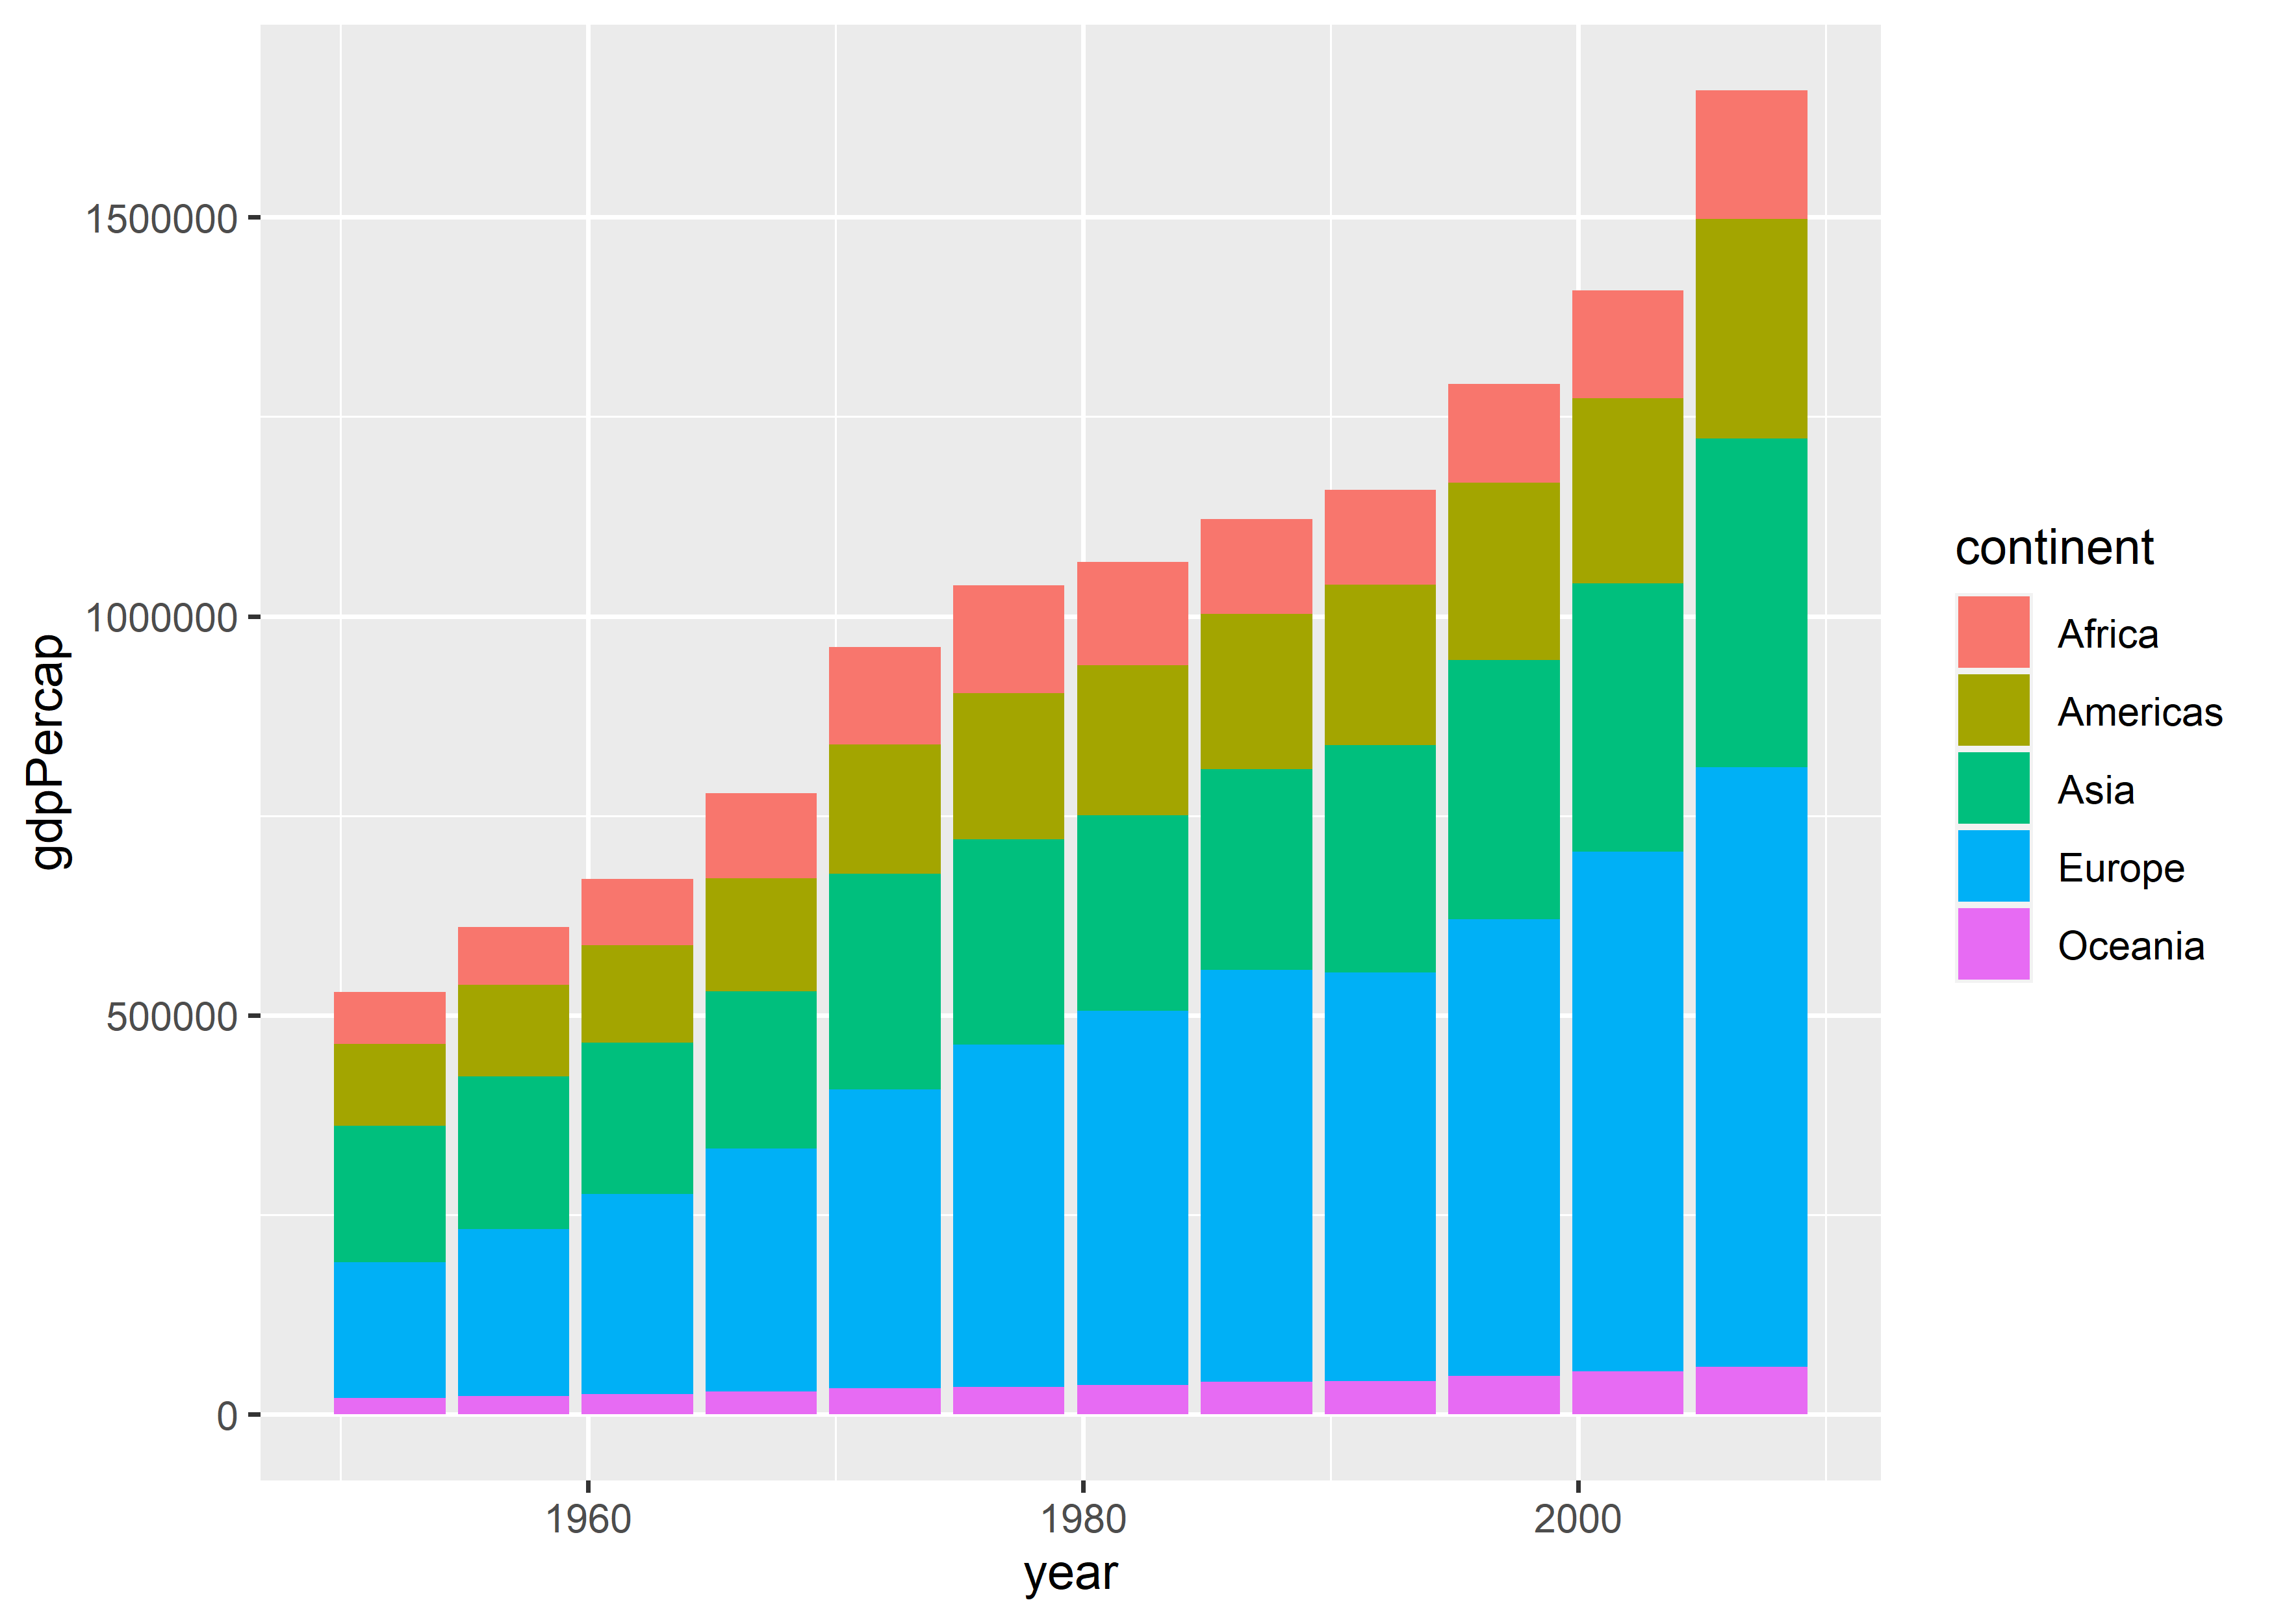 gdpPercap
1500000
1000000
500000
0
1960
1980
2000
year
continent
Africa
Americas
Asia
Europe
Oceania